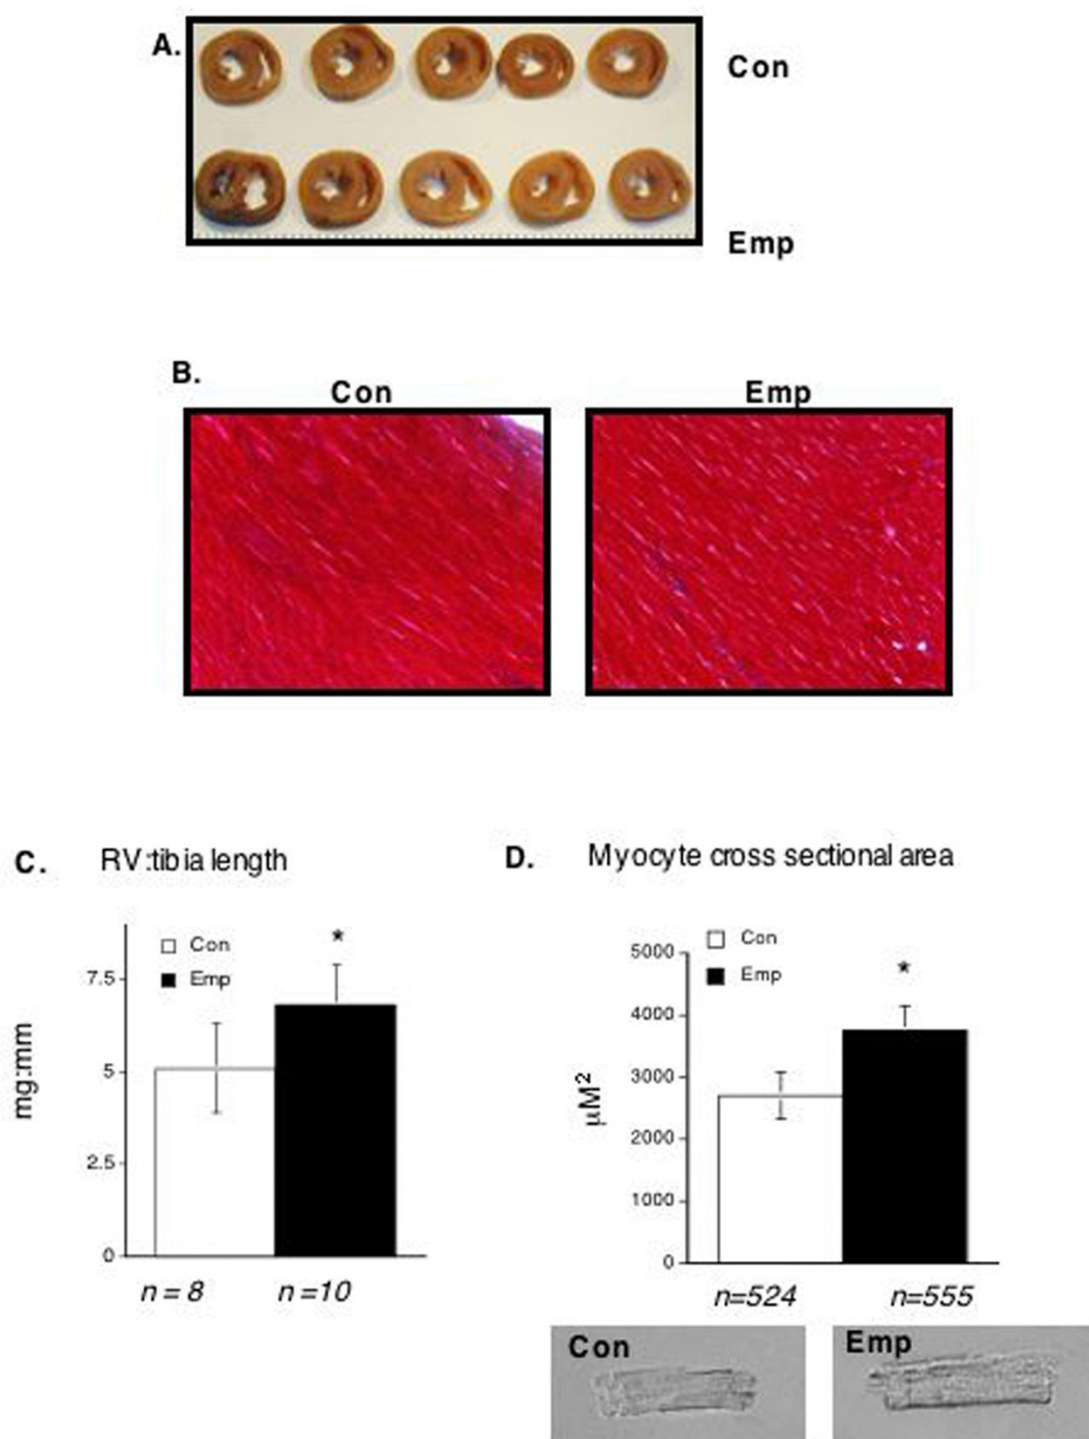 A.
Con
Emp
B.
Con
Emp
C. RV:tibia length
mg:mm
7.5
5
2.5
0
Con
Emp
*
n = 8
n =10
D. Myocyte cross sectional area
µM²
5000
4000
3000
2000
1000
0
Con
Emp
*
n=524
n=555
Con
Emp